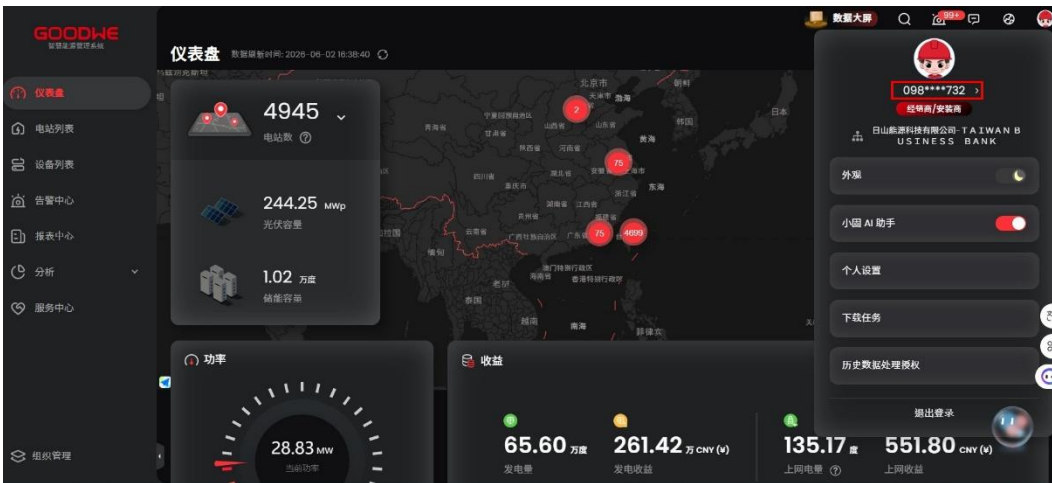 GOODWE
智慧能源管理系统
仪表盘
电站列表
设备列表
告警中心
报表中心
分析
服务中心
组织管理
数据大屏
99+
仪表盘 数据刷新时间: 2026-06-02 16:38:40
4945
电站数
244.25 MWp
光伏容量
1.02 万度
储能容量
北京市
天津市
渤海
朝鲜
2
宁夏回族自治区
山西省
山东省
韩国
日本
青海省
甘肃省
黄海
陕西省
河南省
75
四川省
湖北省
安徽省
上海市
重庆市
浙江省
东海
湖南省
江西省
贵州省
福建省
云南省
广西壮族自治区
广东省
75
4699
缅甸
澳门特别行政区
海南省
香港特别行政区
老挝
泰国
越南
南海
菲律宾
功率
28.83 MW
当前功率
收益
65.60 万度
发电量
261.42 万 CNY (¥)
发电收益
135.17 度
上网电量
551.80 CNY (¥)
上网收益
098****732
经销商/安装商
日山能源科技有限公司-TAIWAN B
USINESS BANK
外观
小固 AI 助手
个人设置
下载任务
历史数据处理授权
退出登录